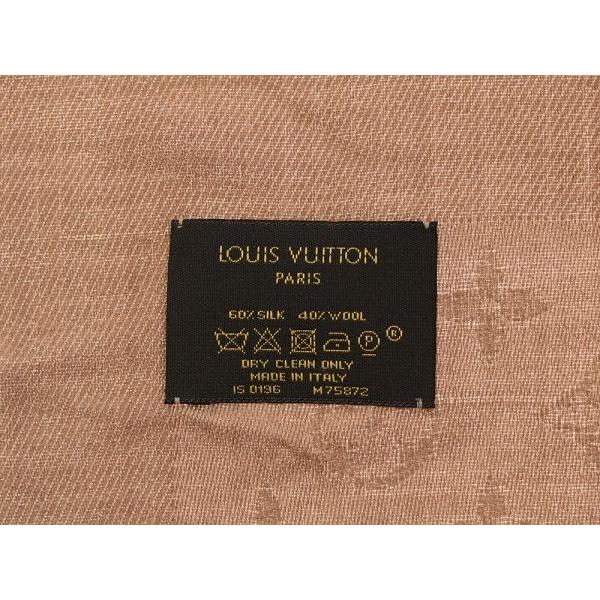 LOUIS VUITTON
PARIS
60% SILK 40% WOOL
P ®
DRY CLEAN ONLY
MADE IN ITALY
IS 0196 M75872